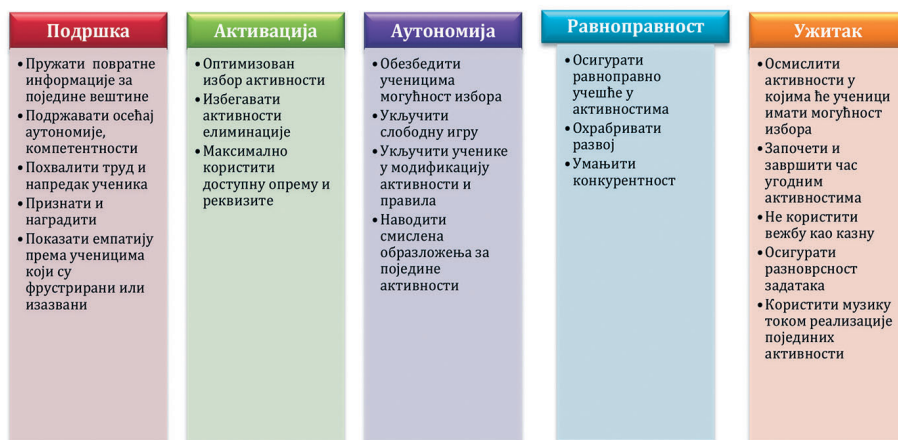 Подршка
• Пружати повратне
информације за
поједине вештине
• Подржавати осећај
аутономије,
компетентности
• Похвалити труд и
напредак ученика
• Признати и
наградити
• Показати емпатију
према ученицима
који су
фрустрирани или
изазвани
Активација
• Оптимизован
избор активности
• Избегавати
активности
елиминације
• Максимално
користити
доступну опрему и
реквизите
Аутономија
• Обезбедити
ученицима
могућност избора
• Укључити
слободну игру
• Укључити ученике
у модификацију
активности и
правила
• Наводити
смислена
образложења за
поједине
активности
Равноправност
• Осигурати
равноправно
учешће у
активностима
• Охрабривати
развој
• Умањити
конкурентност
Ужитак
• Осмислити
активности у
којима ће ученици
имати могућност
избора
• Започети и
завршити час
угодним
активностима
• Не користити
вежбу као казну
• Осигурати
разноврсност
задатака
• Користити музику
током реализације
појединих
активности